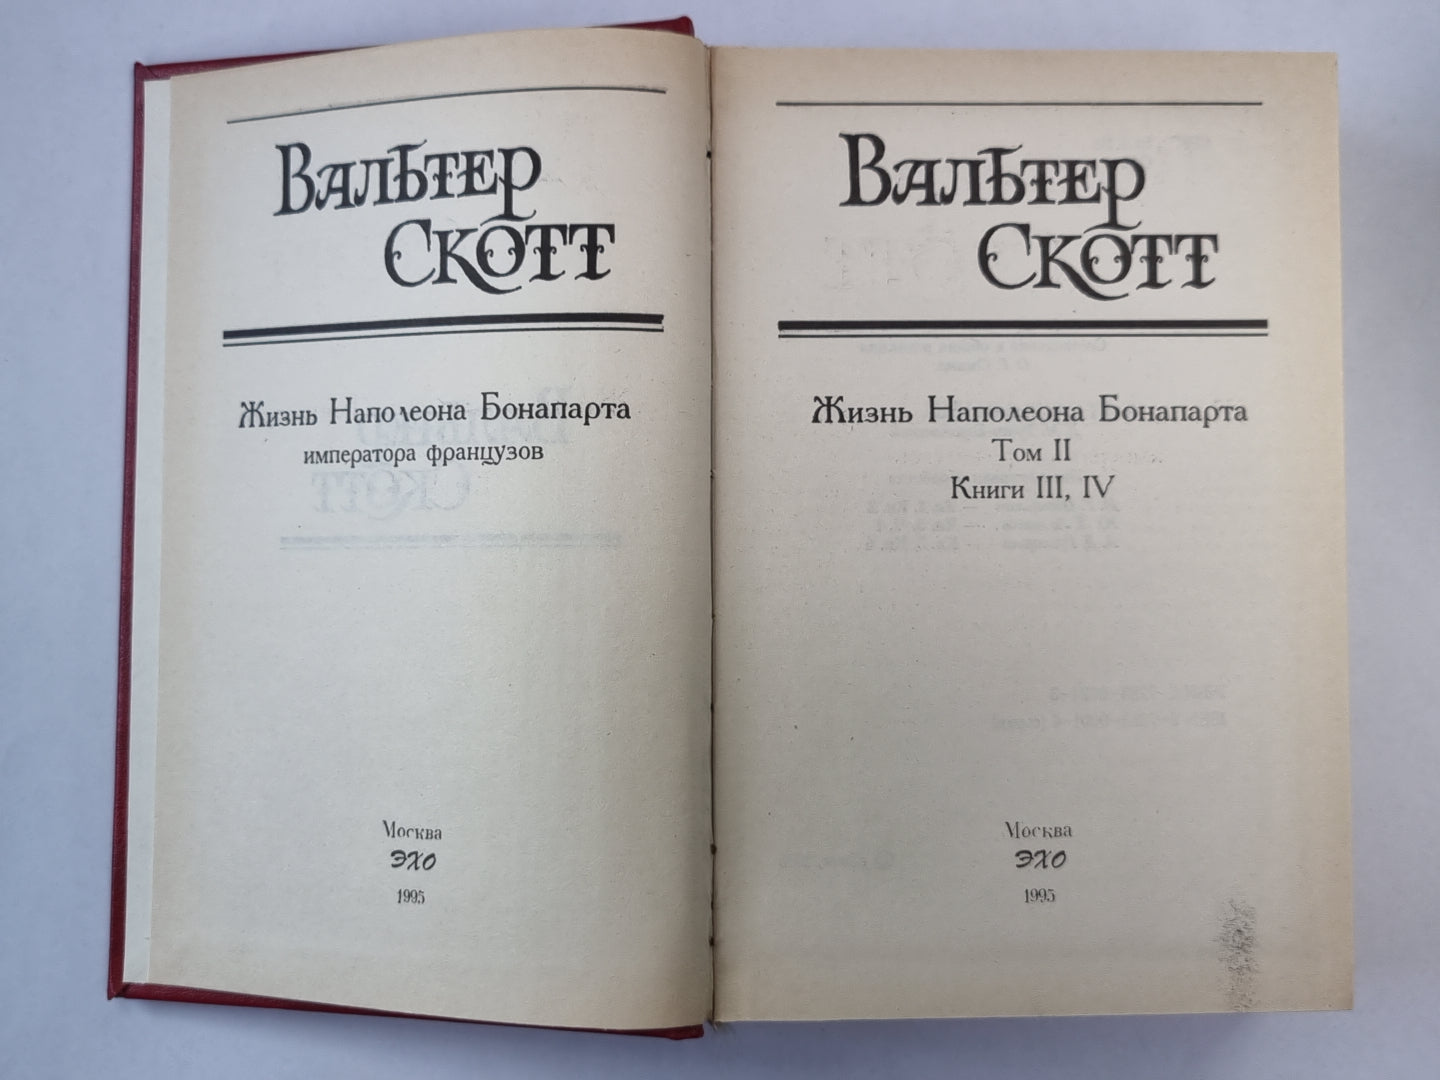 Вальтер
Скотт
Жизнь Наполеона Бонапарта
императора французов
Москва
ЭХО
1995
Вальтер
Скотт
Жизнь Наполеона Бонапарта
Том II
Книги III, IV
Москва
ЭХО
1995